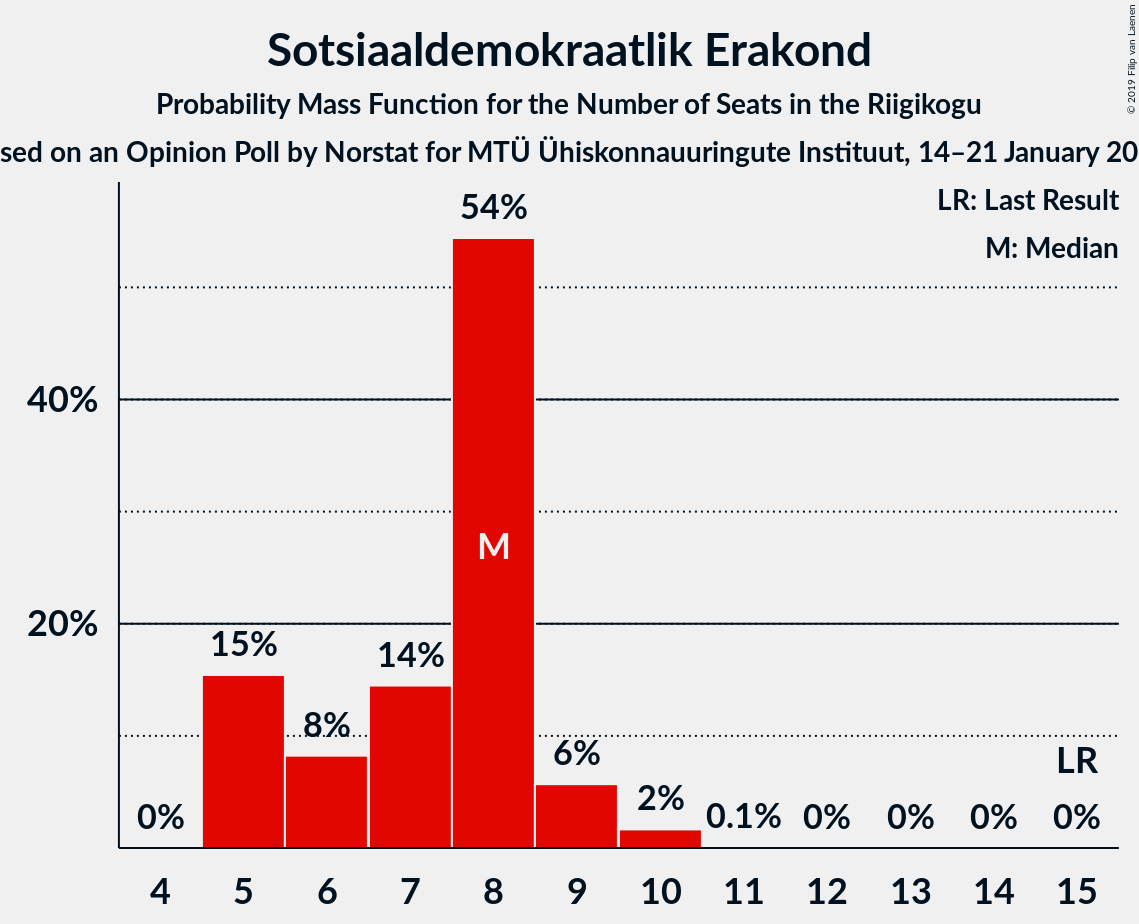 Sotsiaaldemokraatlik Erakond
Probability Mass Function for the Number of Seats in the Riigikogu
sed on an Opinion Poll by Norstat for MTÜ Ühiskonnauuringute Instituut, 14–21 January 20
© 2019 Filip van Laenen
LR: Last Result
M: Median
54%
40%
M
20%
15%
14%
8%
6%
LR
2%
0%
0.1%
0%
0%
0%
0%
4 5 6 7 8 9 10 11 12 13 14 15